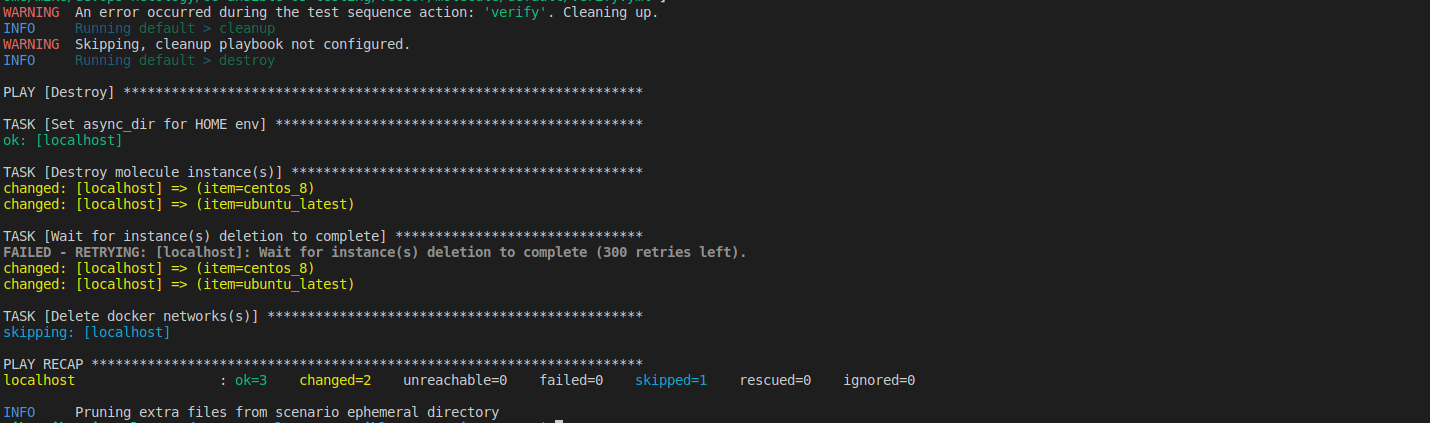 WARNING  An error occurred during the test sequence action: 'verify'. Cleaning up.
INFO     Running default > cleanup
WARNING  Skipping, cleanup playbook not configured.
INFO     Running default > destroy
PLAY [Destroy] *****************************************************************
TASK [Set async_dir for HOME env] **********************************************
ok: [localhost]
TASK [Destroy molecule instance(s)] ********************************************
changed: [localhost] => (item=centos_8)
changed: [localhost] => (item=ubuntu_latest)
TASK [Wait for instance(s) deletion to complete] *******************************
FAILED - RETRYING: [localhost]: Wait for instance(s) deletion to complete (300 retries left).
changed: [localhost] => (item=centos_8)
changed: [localhost] => (item=ubuntu_latest)
TASK [Delete docker networks(s)] ***********************************************
skipping: [localhost]
PLAY RECAP *********************************************************************
localhost                  : ok=3    changed=2    unreachable=0    failed=0    skipped=1    rescued=0    ignored=0
INFO     Pruning extra files from scenario ephemeral directory